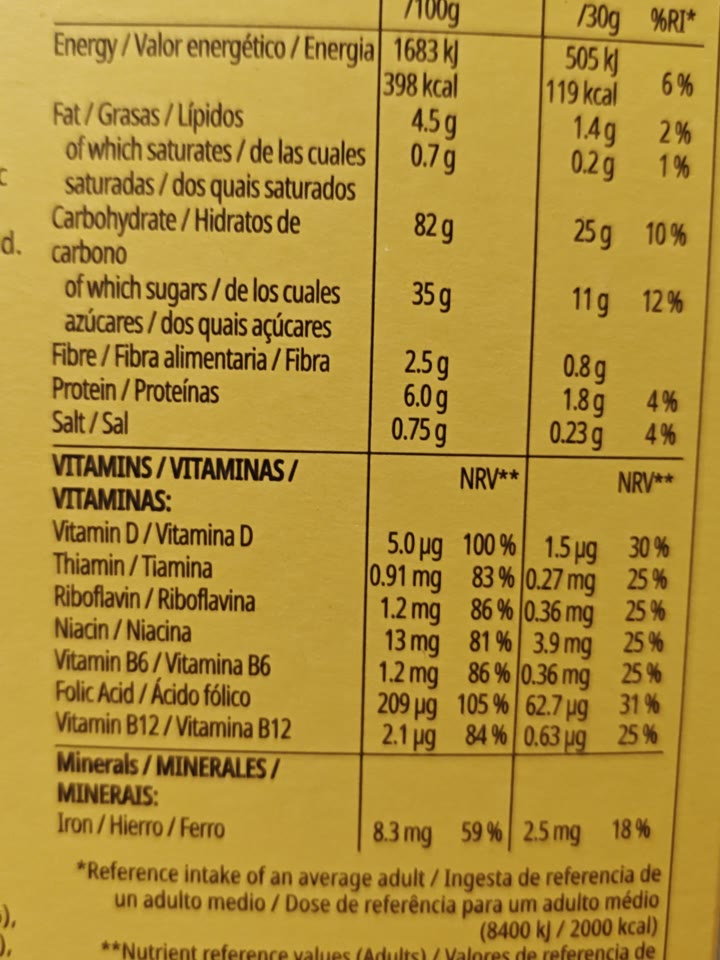 /100g /30g %RI*
Energy / Valor energético / Energia 1683 kJ 505 kJ
398 kcal 119 kcal 6 %
Fat / Grasas / Lípidos 4.5 g 1.4 g 2 %
of which saturates / de las cuales 0.7 g 0.2 g 1 %
saturadas / dos quais saturados
Carbohydrate / Hidratos de 82 g 25 g 10 %
d. carbono
of which sugars / de los cuales 35 g 11 g 12 %
azúcares / dos quais açúcares
Fibre / Fibra alimentaria / Fibra 2.5 g 0.8 g
Protein / Proteínas 6.0 g 1.8 g 4 %
Salt / Sal 0.75 g 0.23 g 4 %
VITAMINS / VITAMINAS / NRV** NRV**
VITAMINAS:
Vitamin D / Vitamina D 5.0 µg 100 % 1.5 µg 30 %
Thiamin / Tiamina 0.91 mg 83 % 0.27 mg 25 %
Riboflavin / Riboflavina 1.2 mg 86 % 0.36 mg 25 %
Niacin / Niacina 13 mg 81 % 3.9 mg 25 %
Vitamin B6 / Vitamina B6 1.2 mg 86 % 0.36 mg 25 %
Folic Acid / Ácido fólico 209 µg 105 % 62.7 µg 31 %
Vitamin B12 / Vitamina B12 2.1 µg 84 % 0.63 µg 25 %
Minerals / MINERALES /
MINERAIS:
Iron / Hierro / Ferro 8.3 mg 59 % 2.5 mg 18 %
*Reference intake of an average adult / Ingesta de referencia de
un adulto medio / Dose de referência para um adulto médio
(8400 kJ / 2000 kcal)
**Nutrient reference values (Adults) / Valores de referencia de